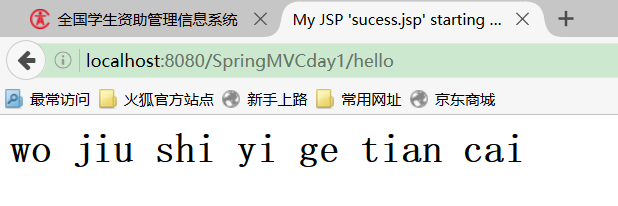 全国学生资助管理信息系统 My JSP 'sucess.jsp' starting ...
localhost:8080/SpringMVCday1/hello
最常访问 火狐官方站点 新手上路 常用网址 京东商城
wo jiu shi yi ge tian cai